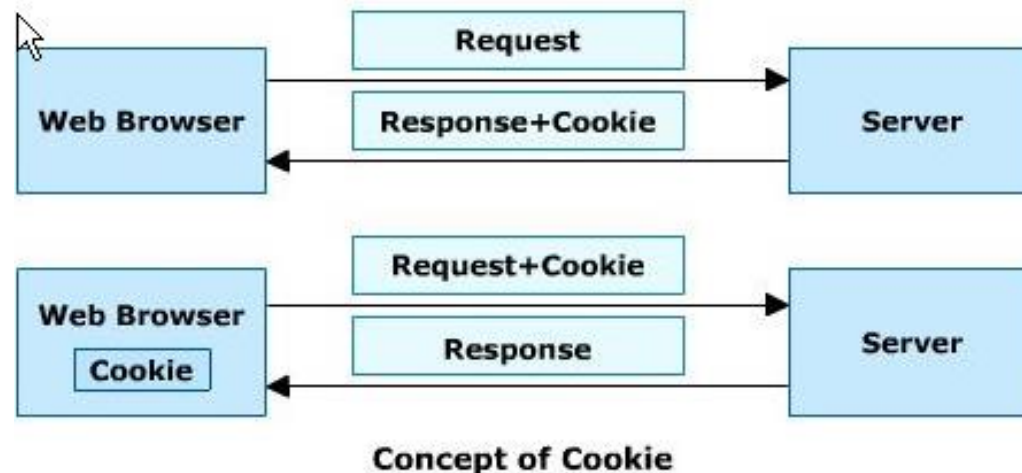 Request
Web Browser
Response+Cookie
Server
Request+Cookie
Web Browser
Cookie
Response
Server
Concept of Cookie